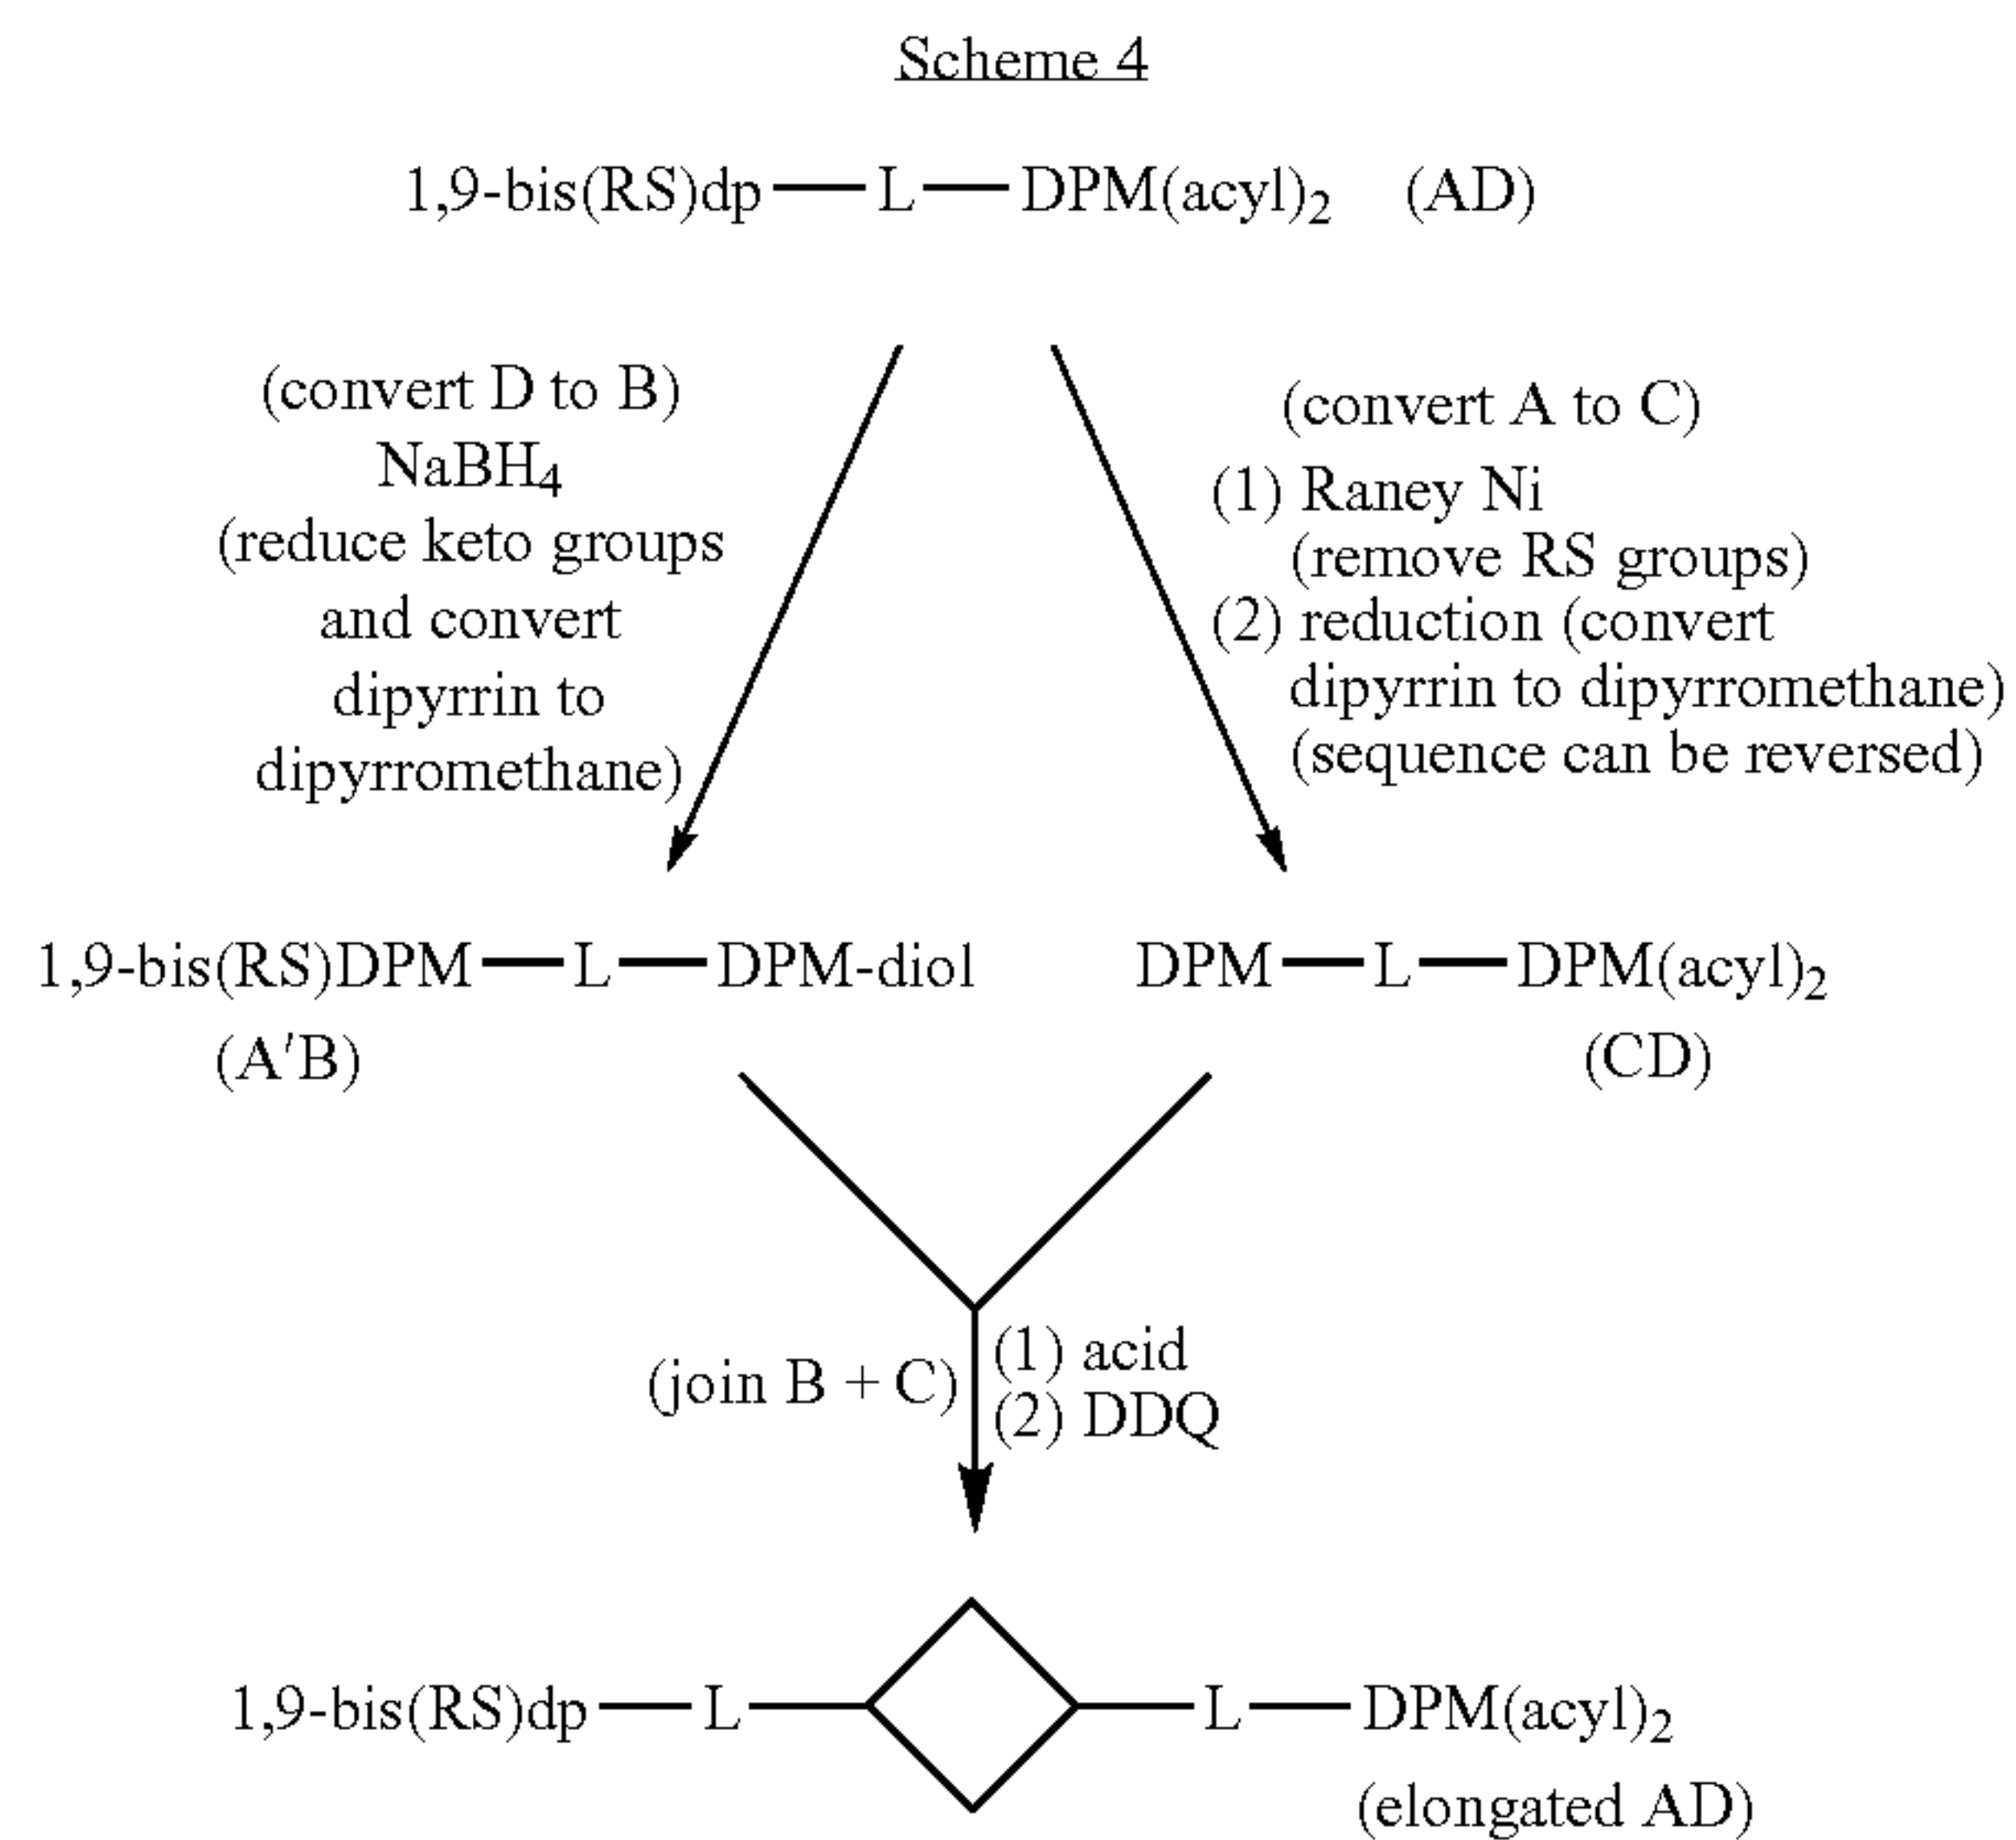 Scheme 4
1,9-bis(RS)dp — L — DPM(acyl)₂ (AD)
(convert D to B)
NaBH₄
(reduce keto groups
and convert
dipyrrin to
dipyrromethane)
(convert A to C)
(1) Raney Ni
(remove RS groups)
(2) reduction (convert
dipyrrin to dipyrromethane)
(sequence can be reversed)
1,9-bis(RS)DPM — L — DPM-diol
(A′B)
DPM — L — DPM(acyl)₂
(CD)
(join B + C)
(1) acid
(2) DDQ
1,9-bis(RS)dp — L — L — DPM(acyl)₂
(elongated AD)